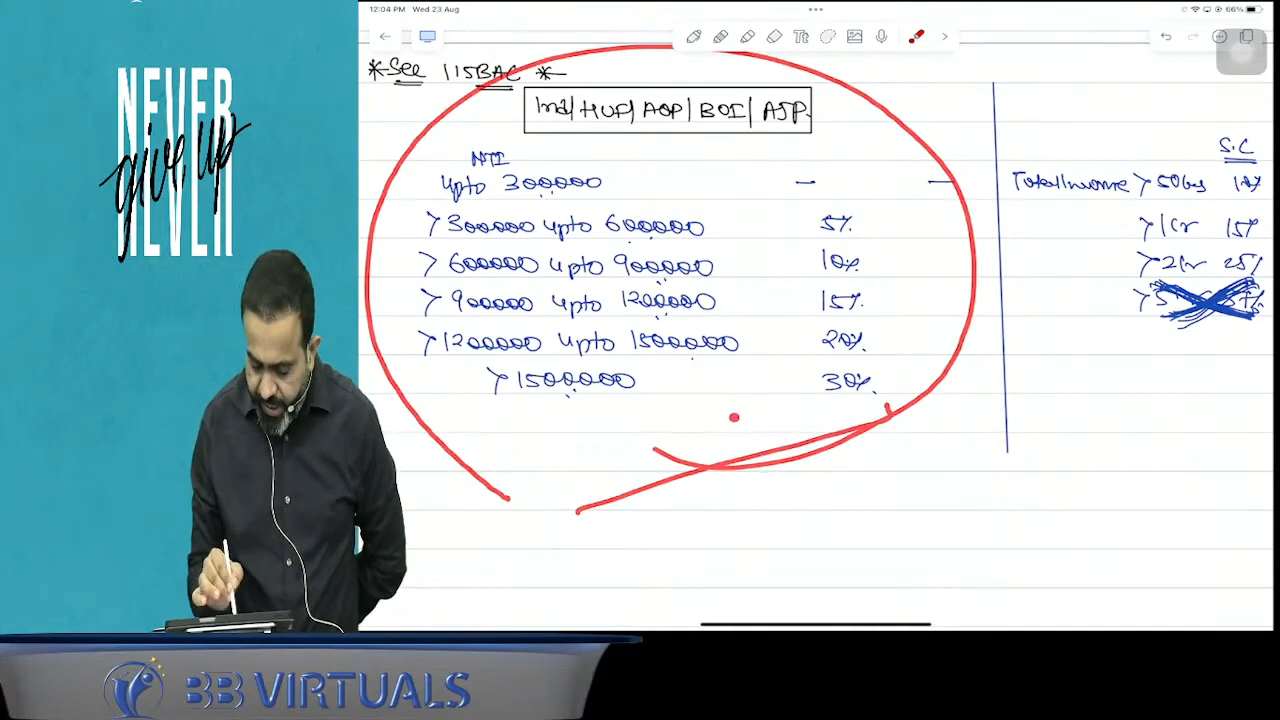 12:04 PM Wed 23 Aug
66%
NEVER
give up
NEVER
*See 115BAC*
Ind/HUF/AOP/BOI/AJP.
NTI
upto 300000 — —
>300000 upto 600000 5%
>600000 upto 900000 10%
>900000 upto 1200000 15%
>1200000 upto 1500000 20%
>1500000 30%
S.C
Total Income >50 10%
>1Cr 15%
>2Cr 25%
BB VIRTUALS